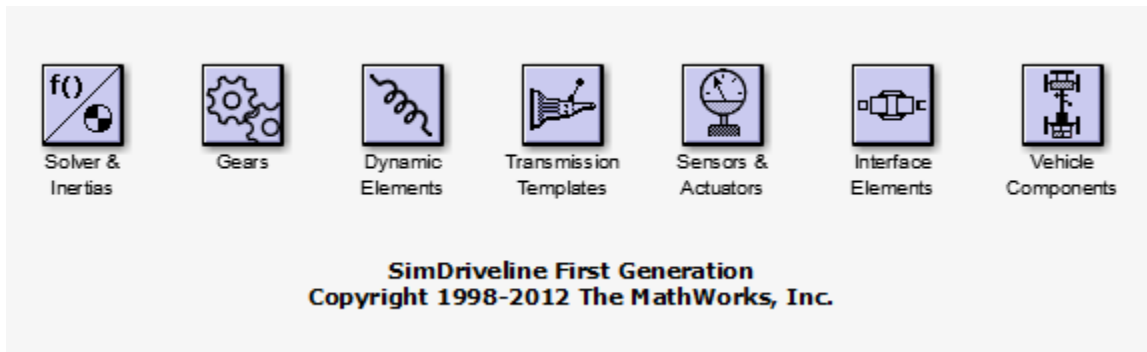 f()
Solver &
Inertias
Gears
Dynamic
Elements
Transmission
Templates
Sensors &
Actuators
Interface
Elements
Vehicle
Components
SimDriveline First Generation
Copyright 1998-2012 The MathWorks, Inc.